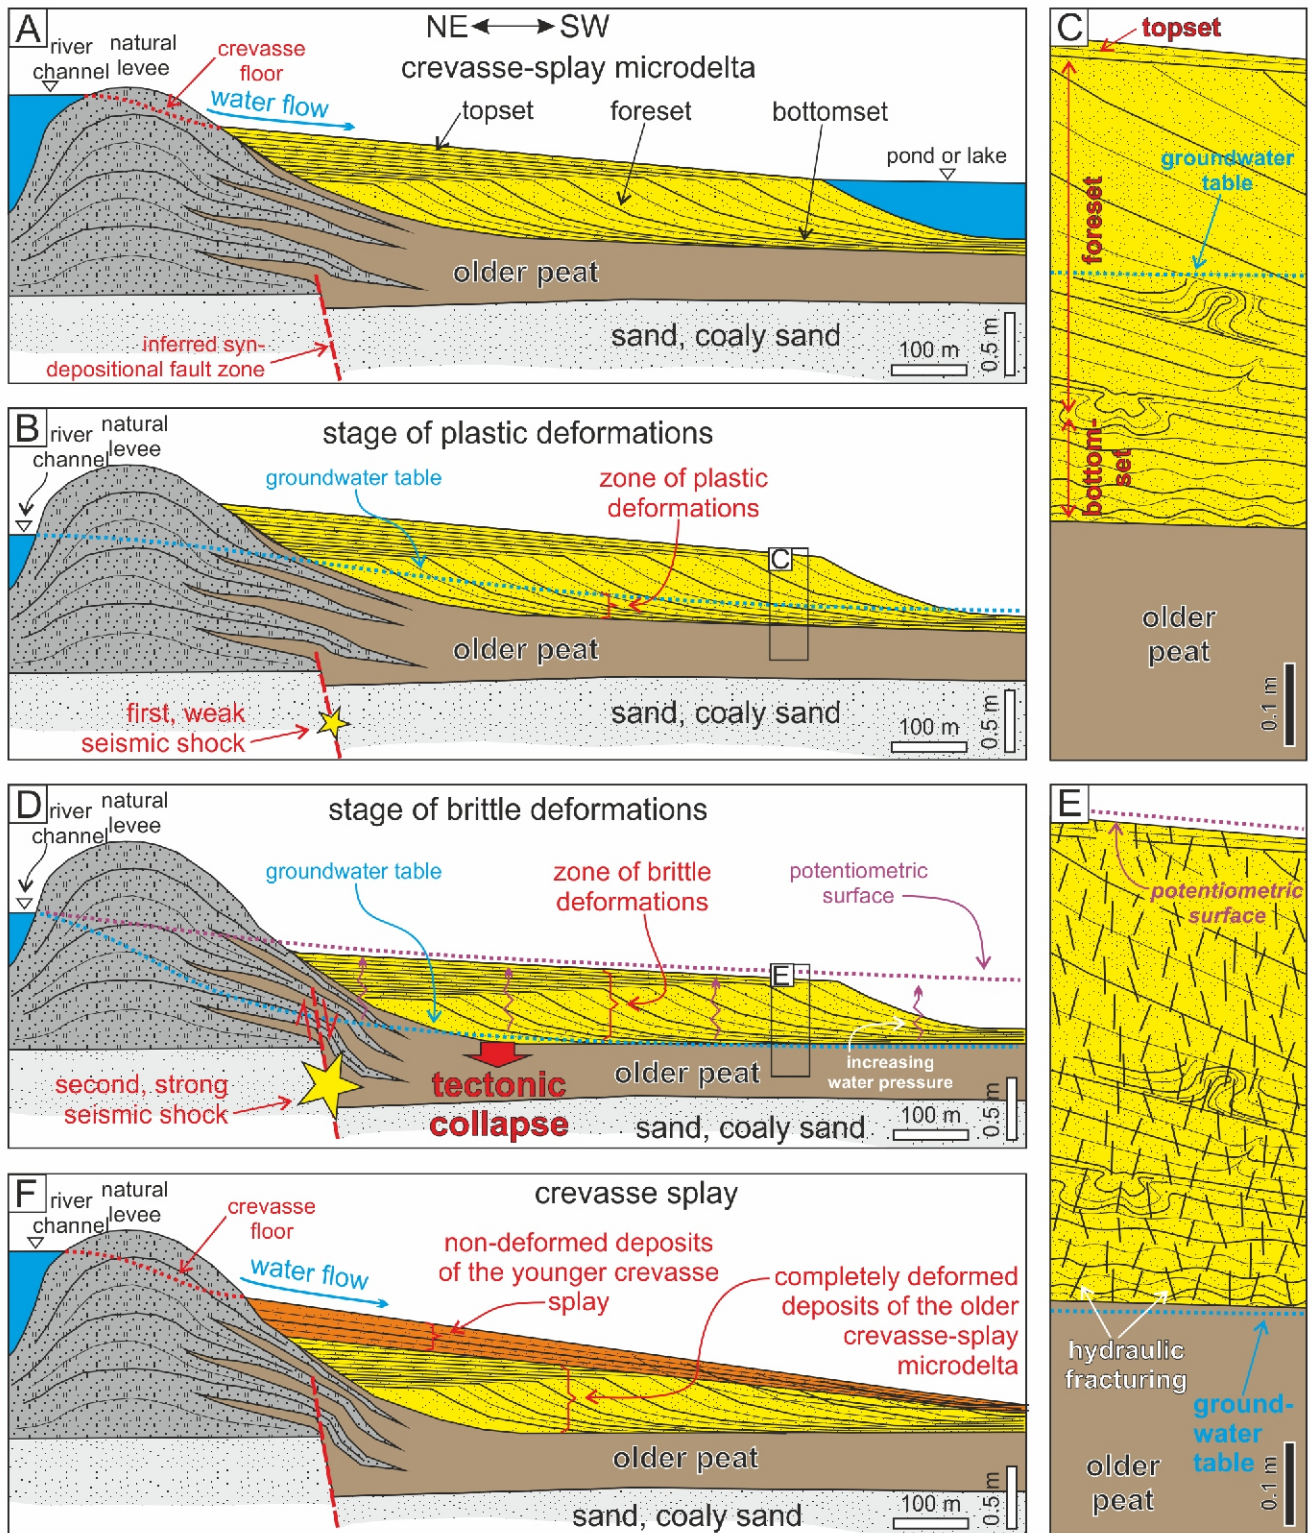 A
NE SW
river
channel
natural
levee
crevasse
floor
water flow
crevasse-splay microdelta
topset
foreset
bottomset
pond or lake
older peat
sand, coaly sand
inferred syn-
depositional fault zone
100 m
0.5 m
B
river
channel
natural
levee
stage of plastic deformations
groundwater table
zone of plastic
deformations
C
older peat
first, weak
seismic shock
sand, coaly sand
100 m
0.5 m
C
topset
groundwater
table
foreset
bottom-
set
older
peat
0.1 m
D
river
channel
natural
levee
stage of brittle deformations
groundwater table
zone of brittle
deformations
potentiometric
surface
E
increasing
water pressure
second, strong
seismic shock
tectonic
collapse
older peat
sand, coaly sand
100 m
0.5 m
E
potentiometric
surface
hydraulic
fracturing
ground-
water
table
older
peat
0.1 m
F
river
channel
natural
levee
crevasse
floor
water flow
crevasse splay
non-deformed deposits
of the younger crevasse
splay
completely deformed
deposits of the older
crevasse-splay
microdelta
older peat
sand, coaly sand
100 m
0.5 m